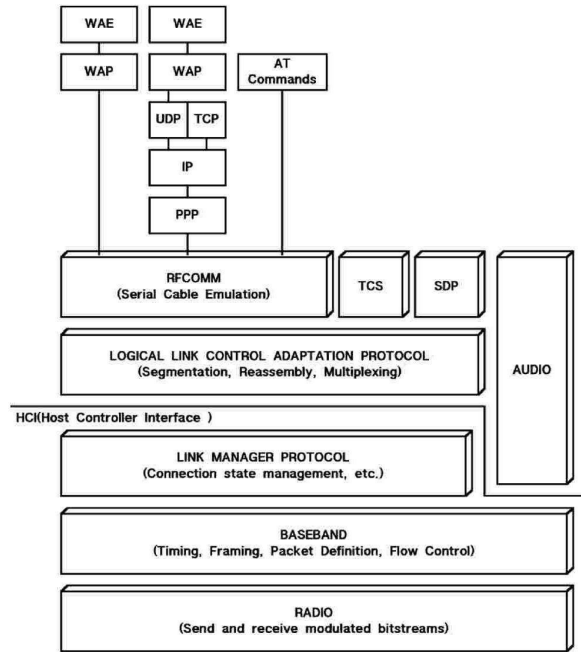 WAE
WAE
WAP
WAP
AT
Commands
UDP
TCP
IP
PPP
RFCOMM
(Serial Cable Emulation)
TCS
SDP
LOGICAL LINK CONTROL ADAPTATION PROTOCOL
(Segmentation, Reassembly, Multiplexing)
AUDIO
HCI(Host Controller Interface )
LINK MANAGER PROTOCOL
(Connection state management, etc.)
BASEBAND
(Timing, Framing, Packet Definition, Flow Control)
RADIO
(Send and receive modulated bitstreams)